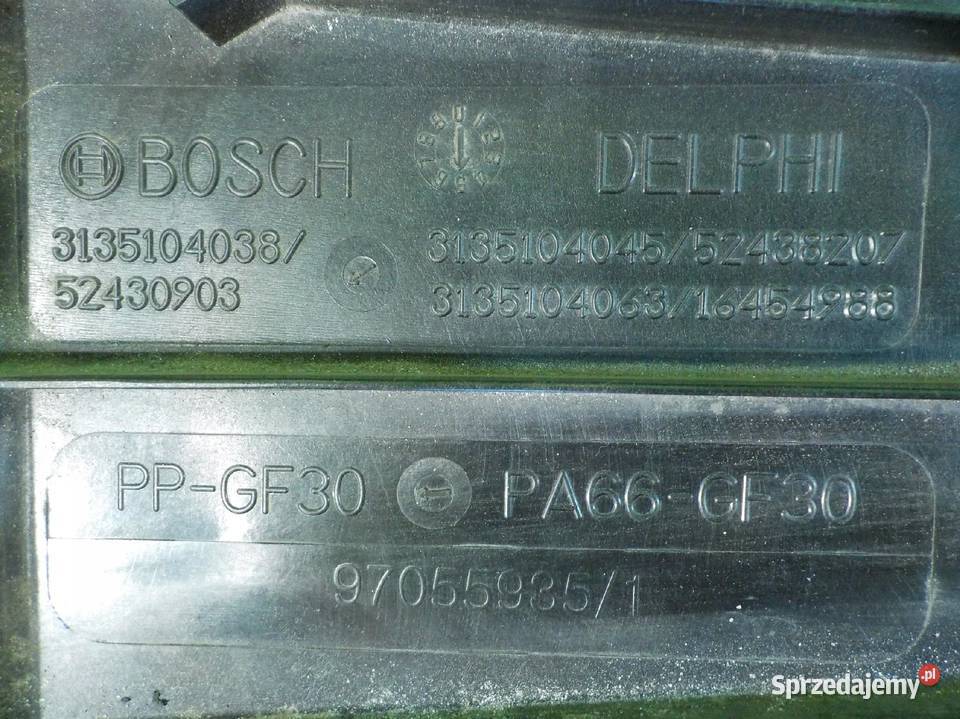 BOSCH
DELPHI
3135104038/
52430903
3135104045/52438207
3135104063/16454988
PP-GF30
PA66-GF30
97055935/1
Sprzedajemy.pl